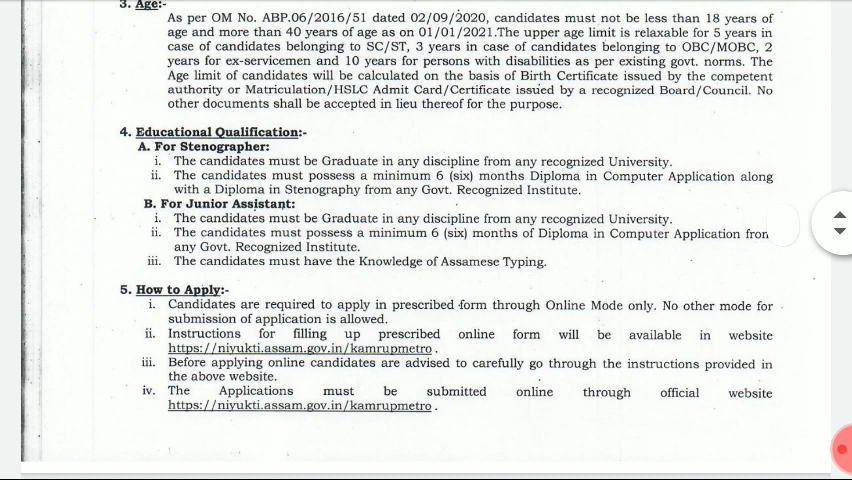 3. Age:-
As per OM No. ABP.06/2016/51 dated 02/09/2020, candidates must not be less than 18 years of
age and more than 40 years of age as on 01/01/2021.The upper age limit is relaxable for 5 years in
case of candidates belonging to SC/ST, 3 years in case of candidates belonging to OBC/MOBC, 2
years for ex-servicemen and 10 years for persons with disabilities as per existing govt. norms. The
Age limit of candidates will be calculated on the basis of Birth Certificate issued by the competent
authority or Matriculation/HSLC Admit Card/Certificate issued by a recognized Board/Council. No
other documents shall be accepted in lieu thereof for the purpose.
4. Educational Qualification:-
A. For Stenographer:
i. The candidates must be Graduate in any discipline from any recognized University.
ii. The candidates must possess a minimum 6 (six) months Diploma in Computer Application along
with a Diploma in Stenography from any Govt. Recognized Institute.
B. For Junior Assistant:
i. The candidates must be Graduate in any discipline from any recognized University.
ii. The candidates must possess a minimum 6 (six) months of Diploma in Computer Application from
any Govt. Recognized Institute.
iii. The candidates must have the Knowledge of Assamese Typing.
5. How to Apply:-
i. Candidates are required to apply in prescribed form through Online Mode only. No other mode for
submission of application is allowed.
ii. Instructions for filling up prescribed online form will be available in website
https://niyukti.assam.gov.in/kamrupmetro .
iii. Before applying online candidates are advised to carefully go through the instructions provided in
the above website.
iv. The Applications must be submitted online through official website
https://niyukti.assam.gov.in/kamrupmetro .